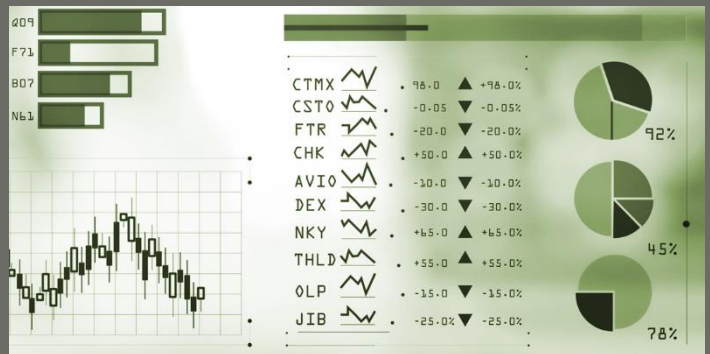 Q09
F71
B07
N61
CTMX 98.0 ▲ +98.0%
CSTO -0.05 ▼ -0.05%
FTR -20.0 ▼ -20.0%
CHK +50.0 ▲ +50.0%
AVIO -10.0 ▼ -10.0%
DEX -30.0 ▼ -30.0%
NKY +65.0 ▲ +65.0%
THLD +55.0 ▲ +55.0%
OLP -15.0 ▼ -15.0%
JIB -25.0% ▼ -25.0%
92%
45%
78%